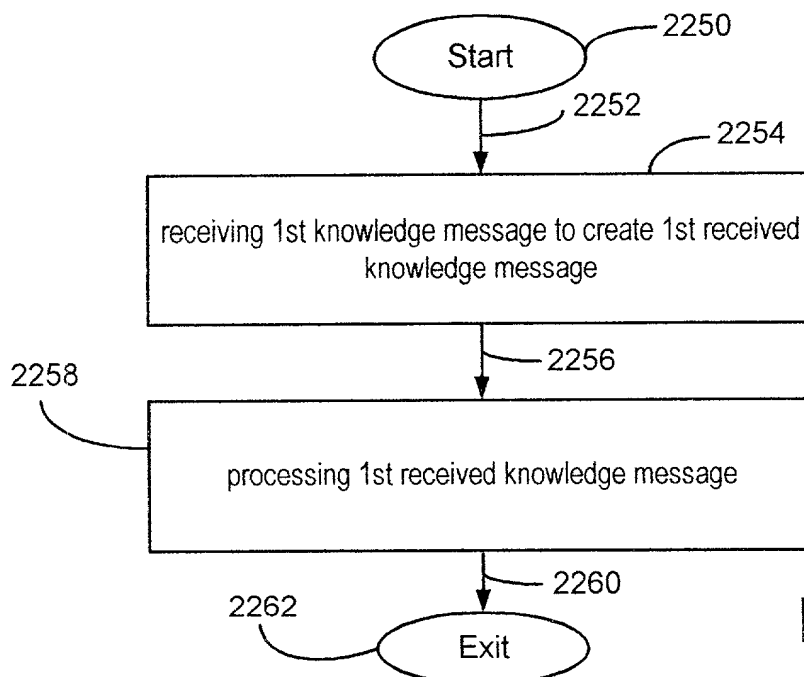 2250
Start
2252
2254
receiving 1st knowledge message to create 1st received
knowledge message
2256
2258
processing 1st received knowledge message
2260
2262
Exit